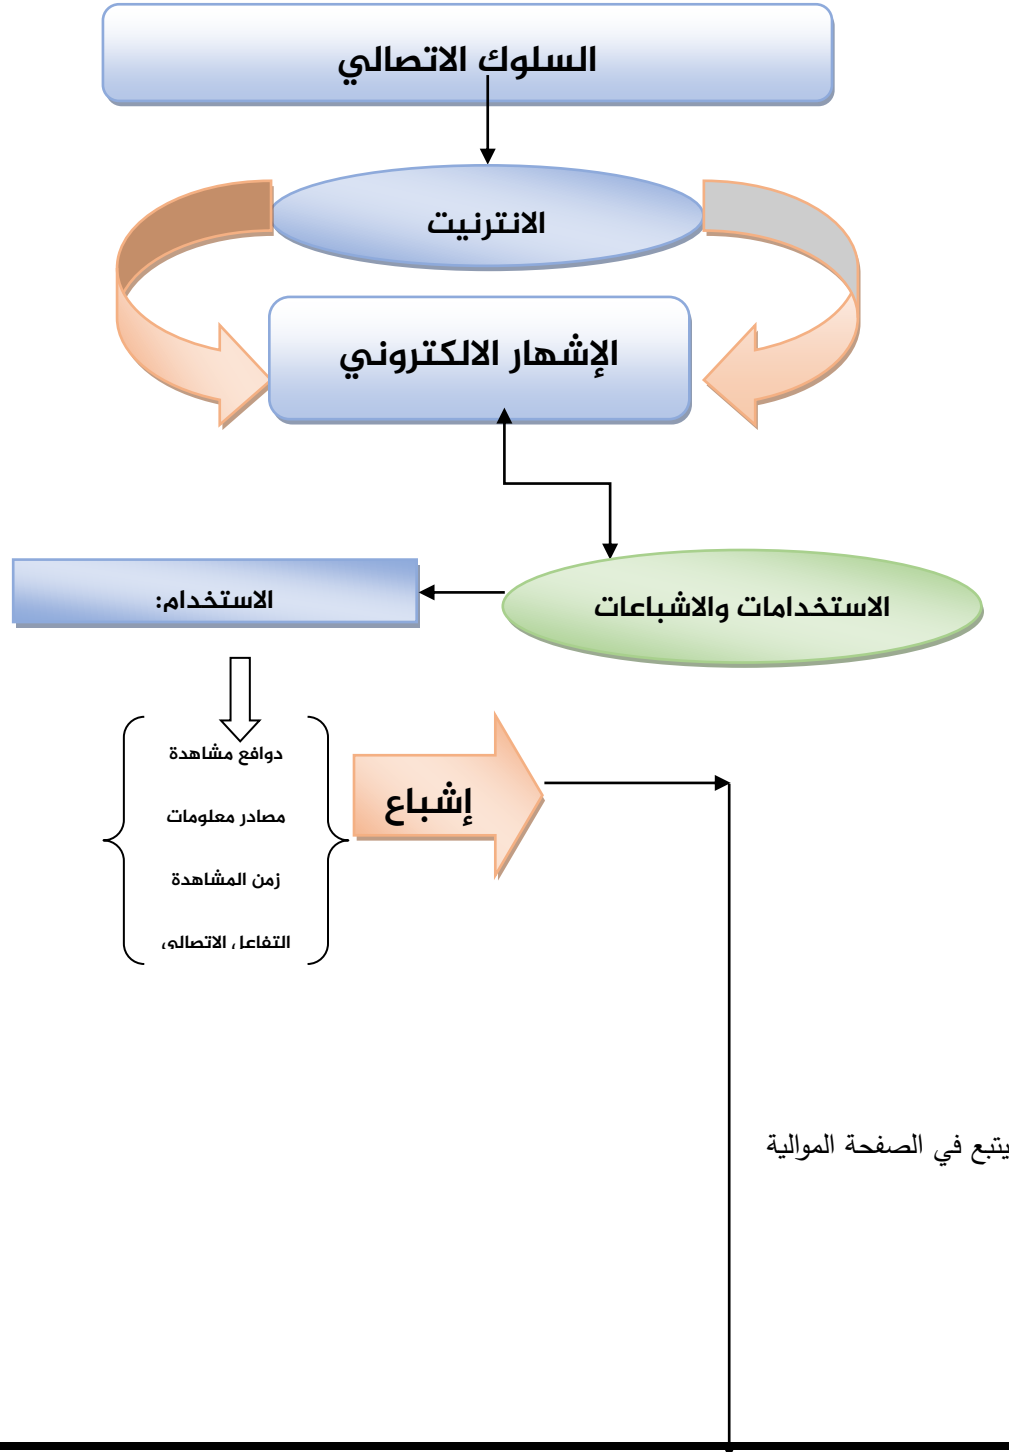 السلوك الاتصالي
الانترنيت
الإشهار الالكتروني
الاستخدامات والاشباعات
الاستخدام:
دوافع مشاهدة
مصادر معلومات
زمن المشاهدة
التفاعل الاتصالي
إشباع
يتبع في الصفحة الموالية